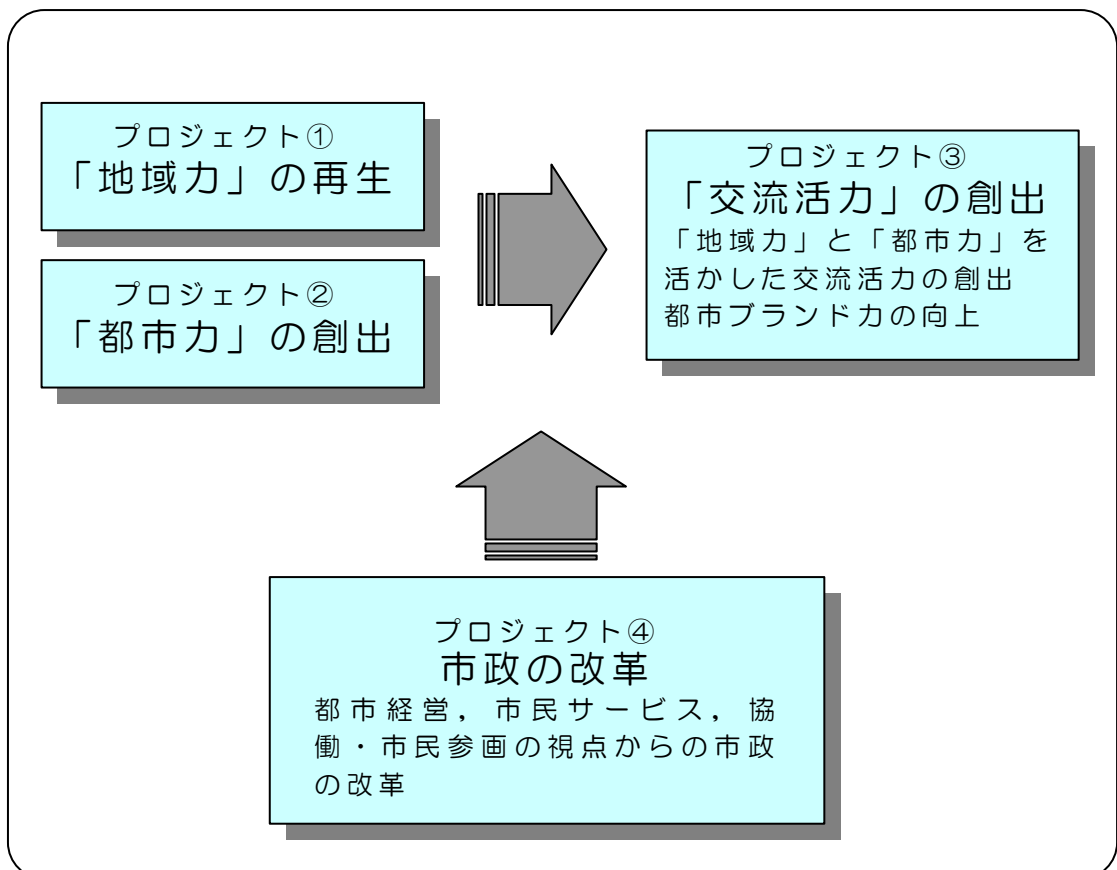 プロジェクト①
「地域力」の再生
プロジェクト②
「都市力」の創出
プロジェクト③
「交流活力」の創出
「地域力」と「都市力」を
活かした交流活力の創出
都市ブランド力の向上
プロジェクト④
市政の改革
都市経営，市民サービス，協
働・市民参画の視点からの市政
の改革